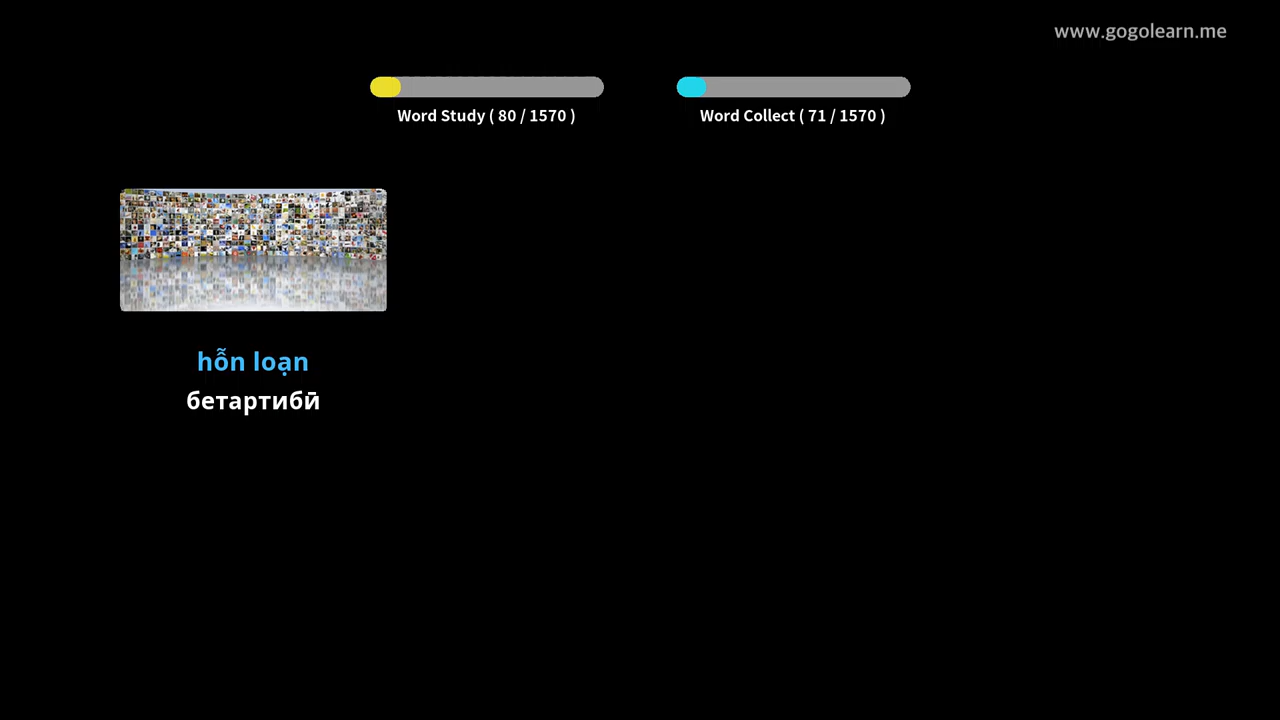 www.gogolearn.me
Word Study ( 80 / 1570 )
Word Collect ( 71 / 1570 )
hỗn loạn
бетартибӣ